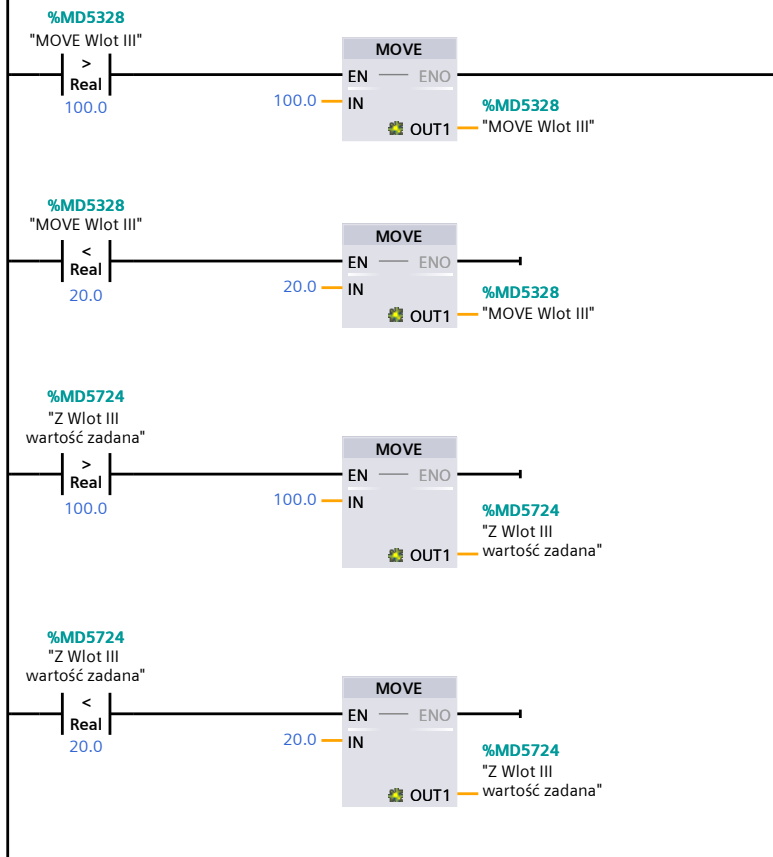 %MD5328
"MOVE Wlot III"
>
Real
100.0
MOVE
EN
ENO
100.0
IN
%MD5328
OUT1
"MOVE Wlot III"
%MD5328
"MOVE Wlot III"
<
Real
20.0
MOVE
EN
ENO
20.0
IN
%MD5328
OUT1
"MOVE Wlot III"
%MD5724
"Z Wlot III
wartość zadana"
>
Real
100.0
MOVE
EN
ENO
100.0
IN
%MD5724
"Z Wlot III
wartość zadana"
OUT1
%MD5724
"Z Wlot III
wartość zadana"
<
Real
20.0
MOVE
EN
ENO
20.0
IN
%MD5724
"Z Wlot III
wartość zadana"
OUT1